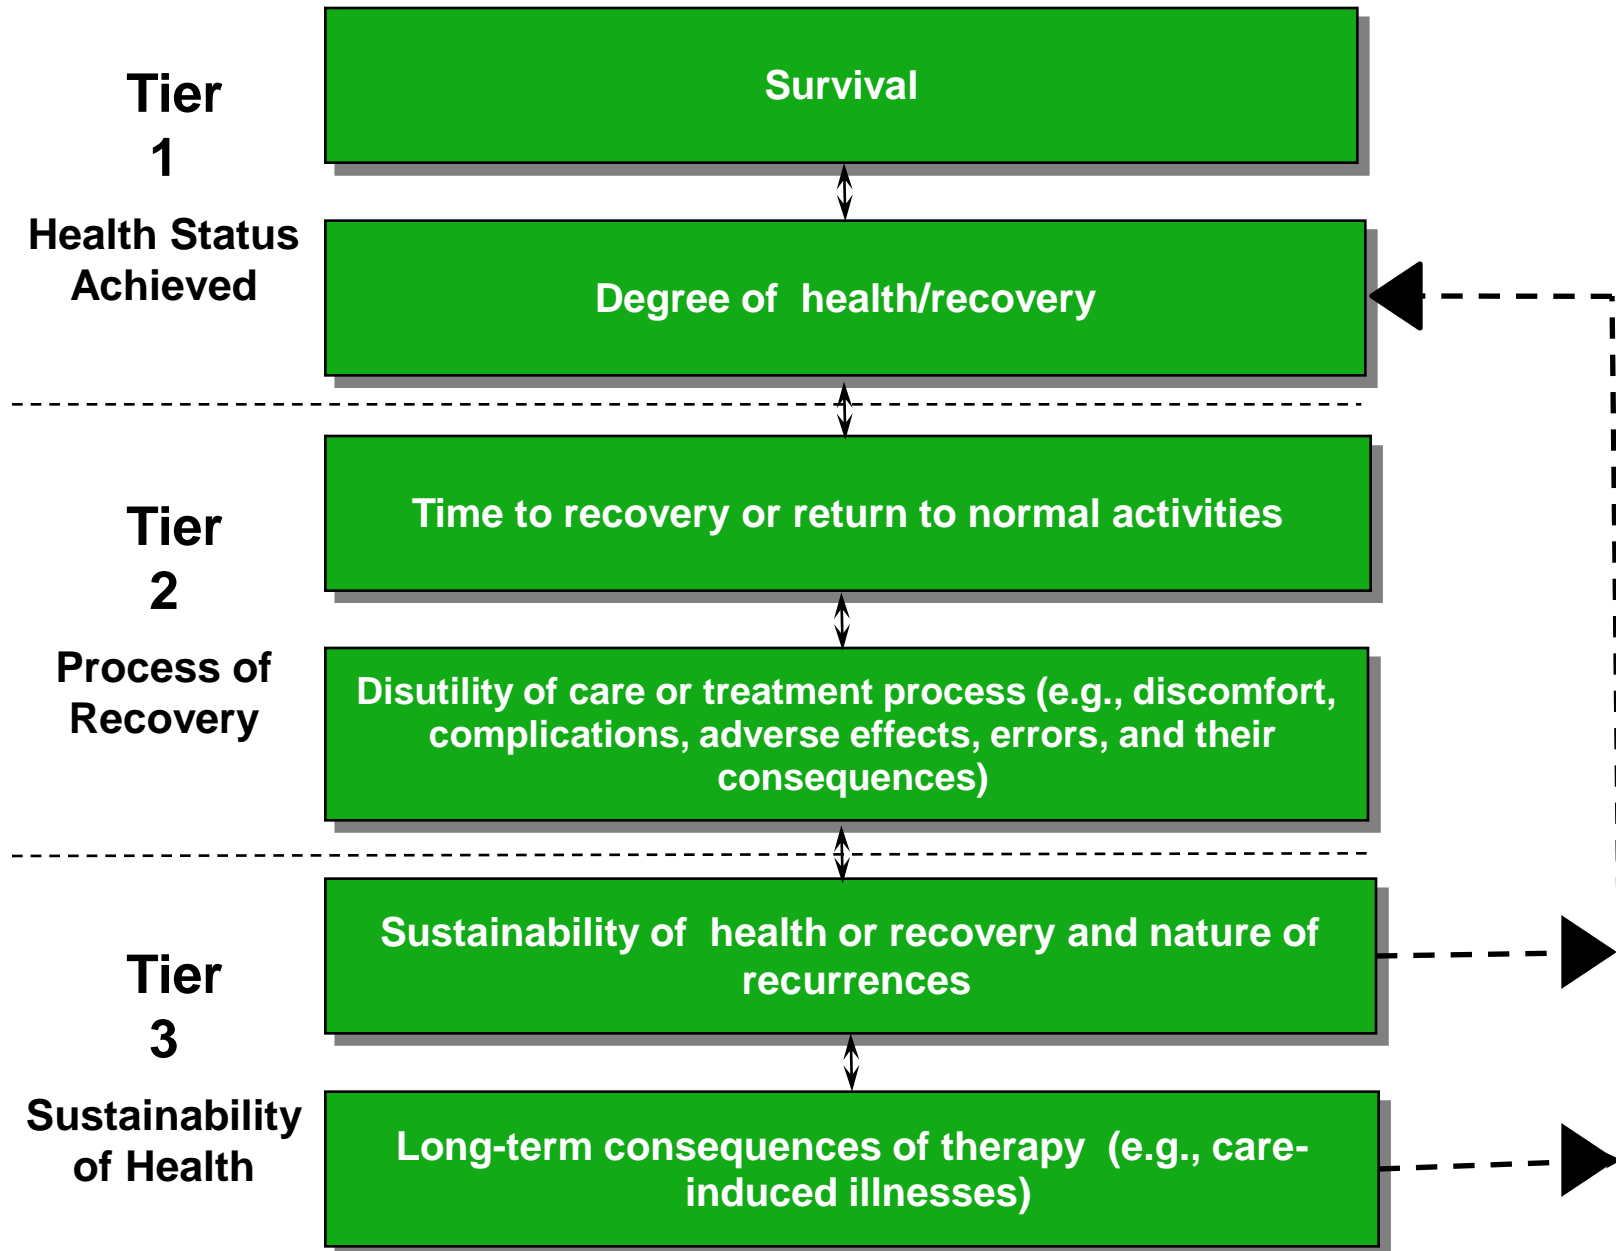 Survival
Tier
1
Health Status
Achieved
Degree of health/recovery
Time to recovery or return to normal activities
Tier
2
Process of
Recovery
Disutility of care or treatment process (e.g., discomfort,
complications, adverse effects, errors, and their
consequences)
Sustainability of health or recovery and nature of
recurrences
Tier
3
Sustainability
of Health
Long-term consequences of therapy (e.g., care-
induced illnesses)